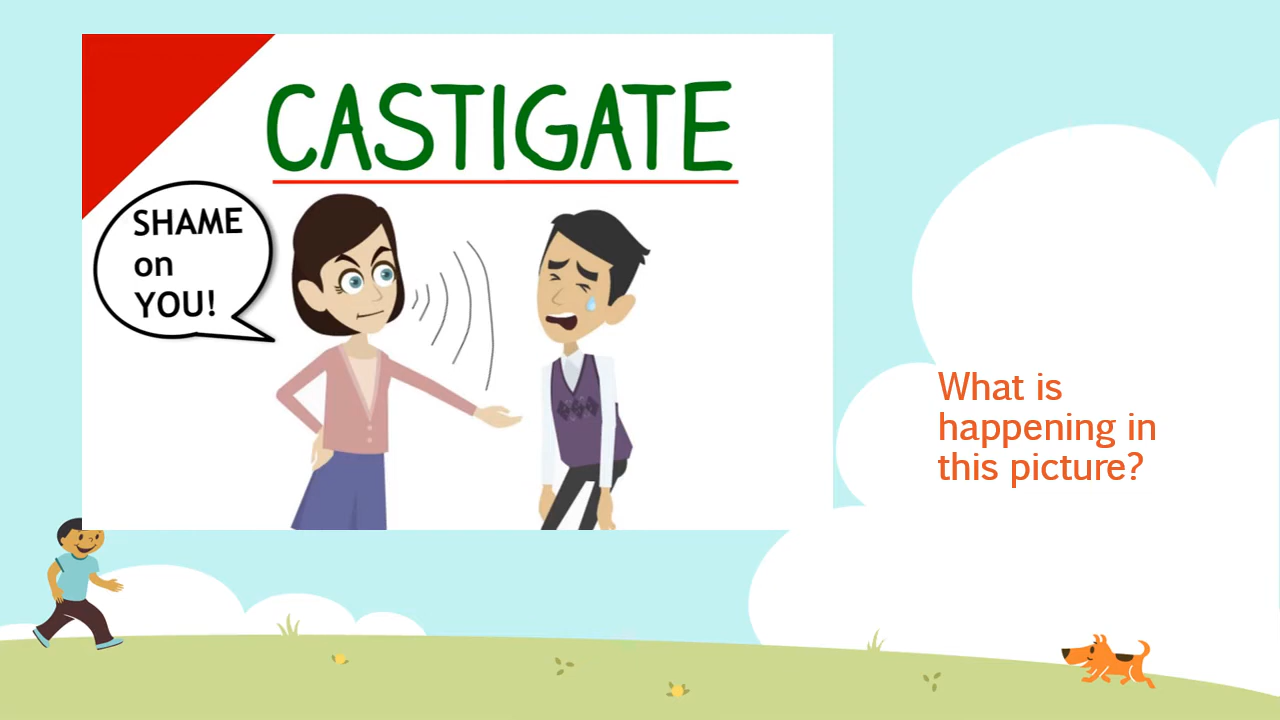 CASTIGATE
SHAME
on
YOU!
What is
happening in
this picture?